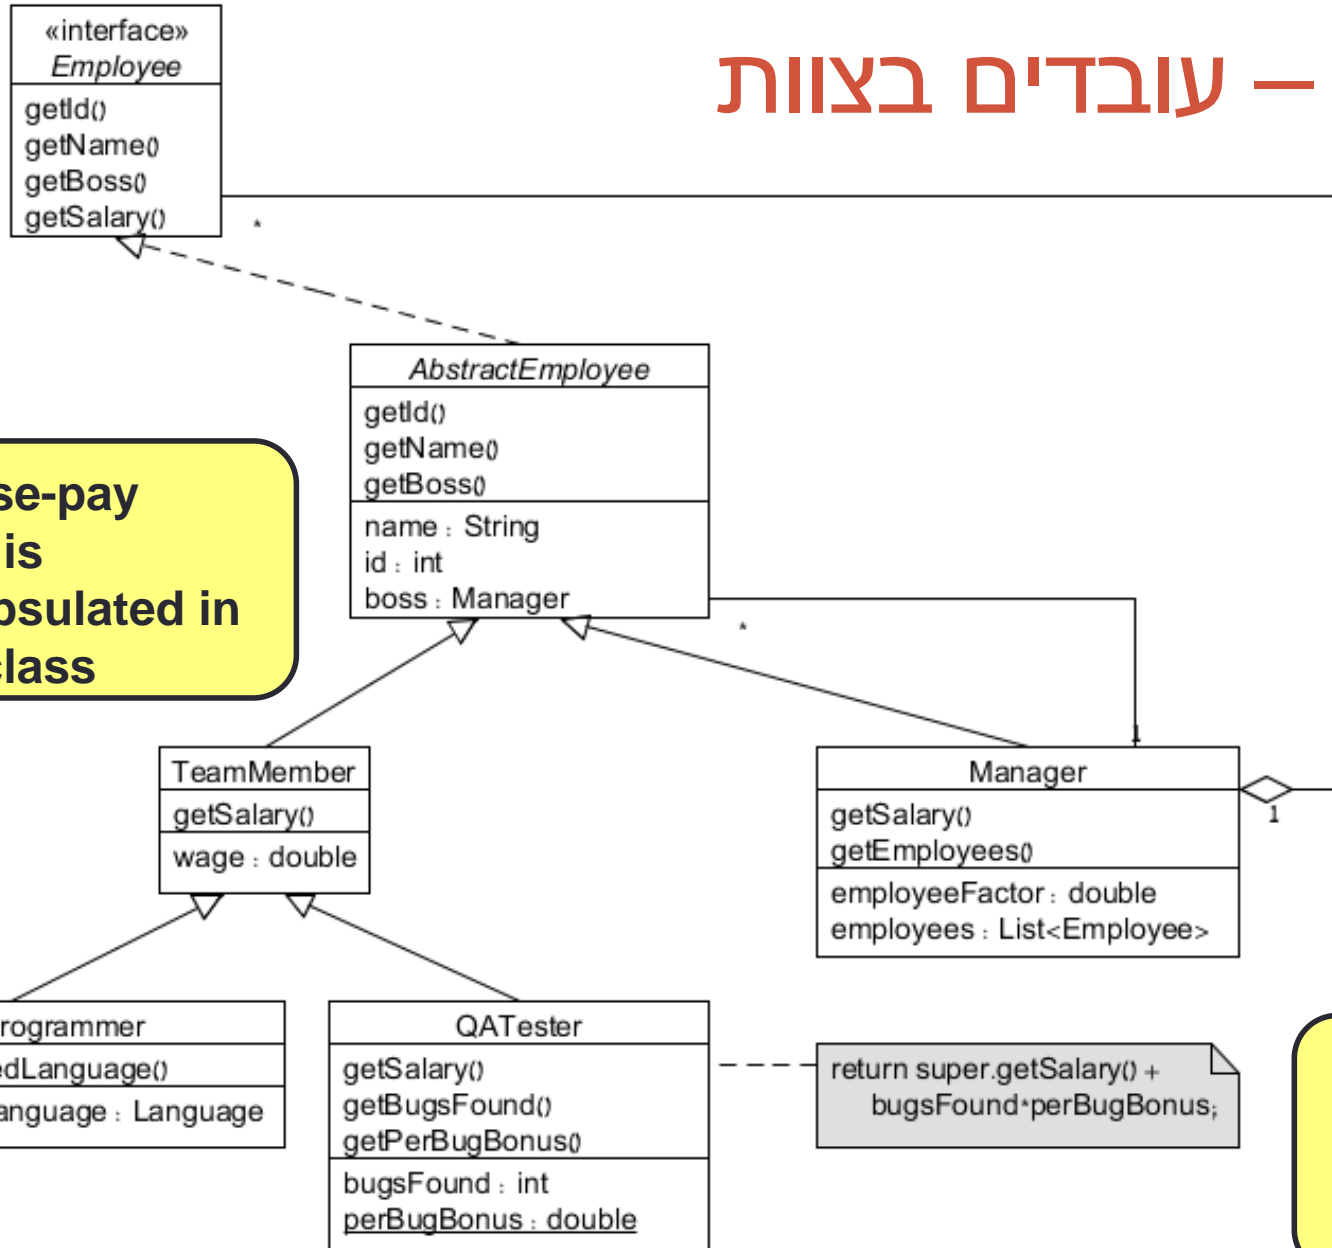 – עובדים בצוות
«interface»
Employee
getId()
getName()
getBoss()
getSalary()
*
AbstractEmployee
getId()
getName()
getBoss()
name : String
id : int
boss : Manager
*
1
se-pay
is
psulated in
class
TeamMember
getSalary()
wage : double
Manager
getSalary()
getEmployees()
employeeFactor : double
employees : List<Employee>
1
rogrammer
edLanguage()
anguage : Language
QATester
getSalary()
getBugsFound()
getPerBugBonus()
bugsFound : int
perBugBonus : double
return super.getSalary() +
bugsFound*perBugBonus;